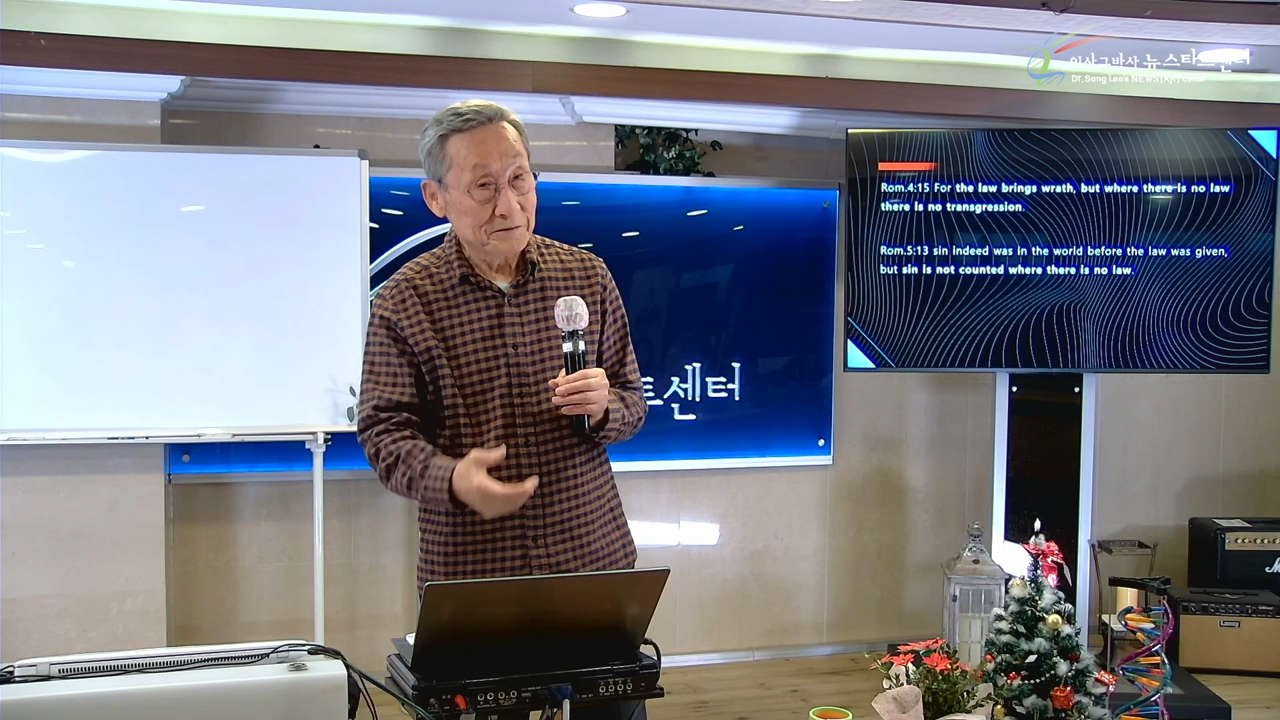 이상구박사 뉴스타트센터
Dr.Sang Lee's NEWSTART Center
Rom.4:15 For the law brings wrath, but where there is no law
there is no transgression.
Rom.5:13 sin indeed was in the world before the law was given,
but sin is not counted where there is no law.
트센터
Laney